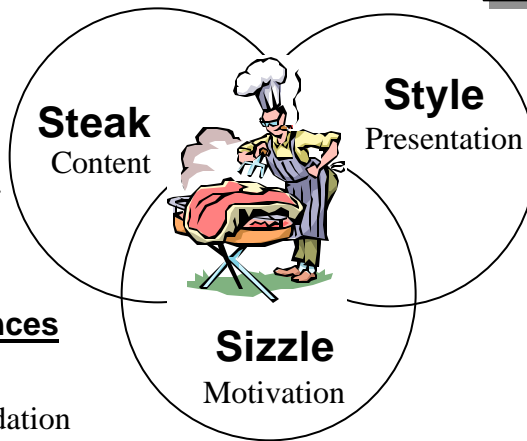 Steak
Content
Style
Presentation
Sizzle
Motivation